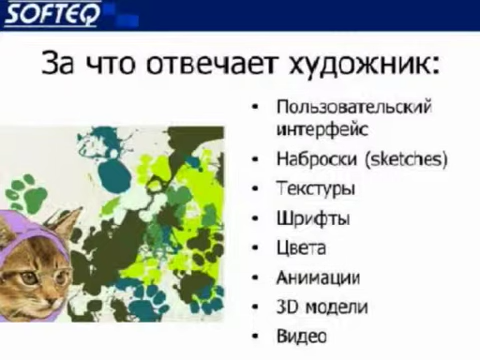 SOFTEQ
За что отвечает художник:
• Пользовательский
интерфейс
• Наброски (sketches)
• Текстуры
• Шрифты
• Цвета
• Анимации
• 3D модели
• Видео